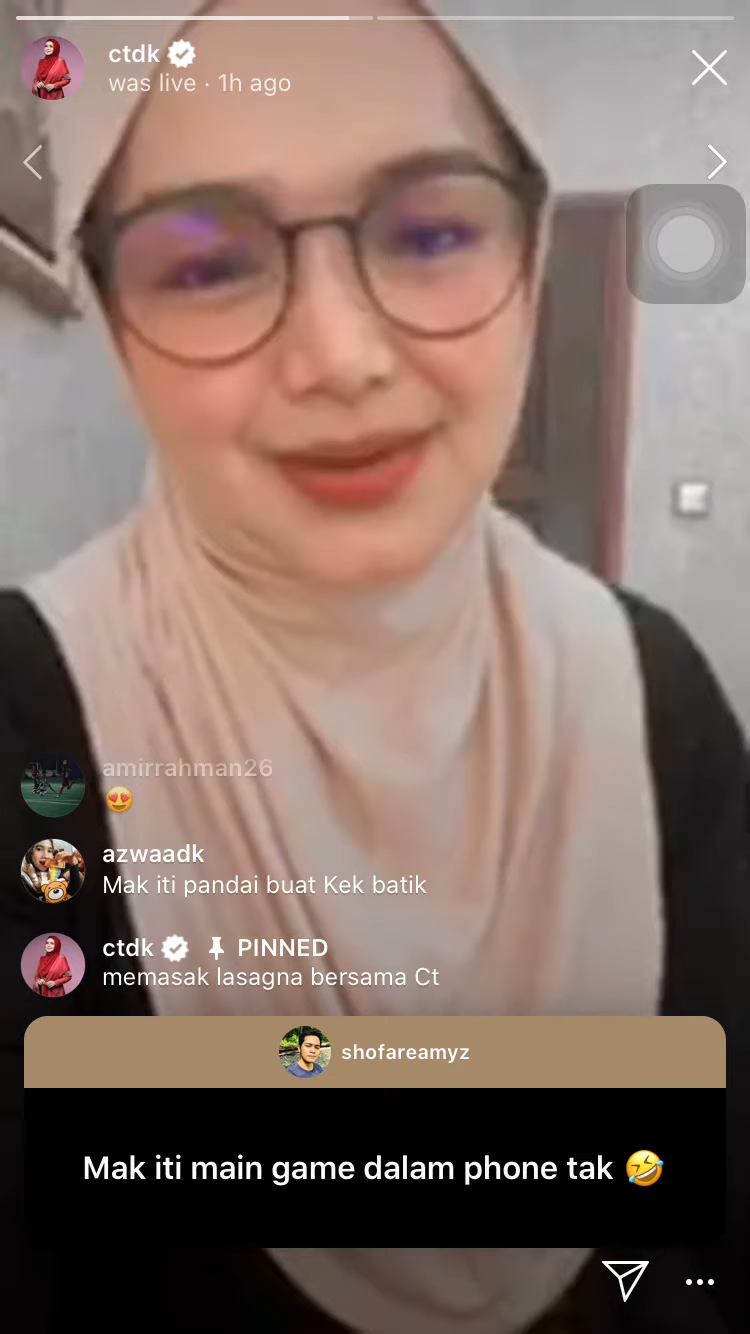 ctdk
was live · 1h ago
amirrahman26
😍
azwaadk
Mak iti pandai buat Kek batik
ctdk PINNED
memasak lasagna bersama Ct
shofareamyz
Mak iti main game dalam phone tak 🤣